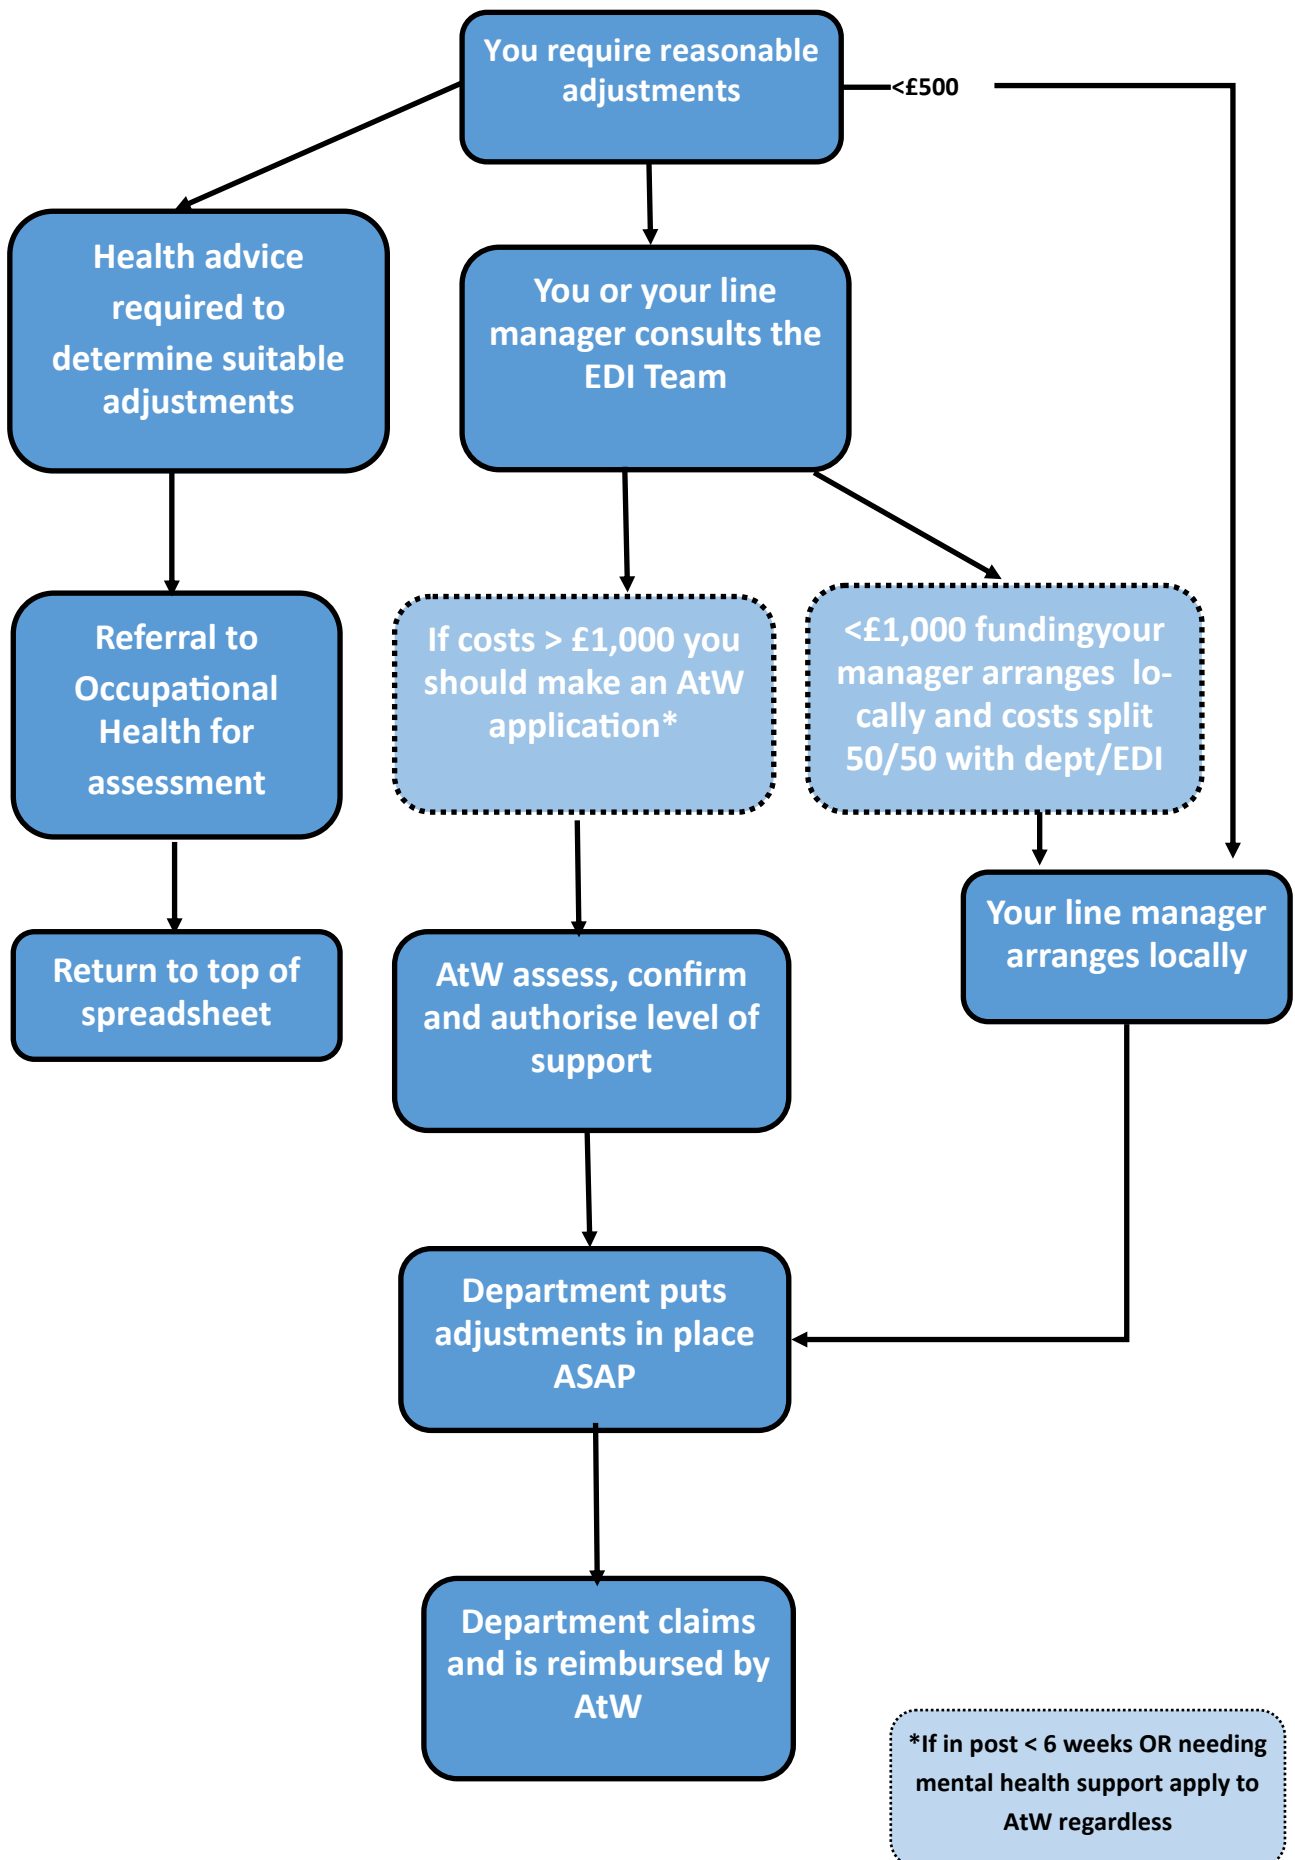 You require reasonable
adjustments
<£500
Health advice
required to
determine suitable
adjustments
You or your line
manager consults the
EDI Team
Referral to
Occupational
Health for
assessment
If costs > £1,000 you
should make an AtW
application*
<£1,000 fundingyour
manager arranges  lo-
cally and costs split
50/50 with dept/EDI
Your line manager
arranges locally
Return to top of
spreadsheet
AtW assess, confirm
and authorise level of
support
Department puts
adjustments in place
ASAP
Department claims
and is reimbursed by
AtW
*If in post < 6 weeks OR needing
mental health support apply to
AtW regardless